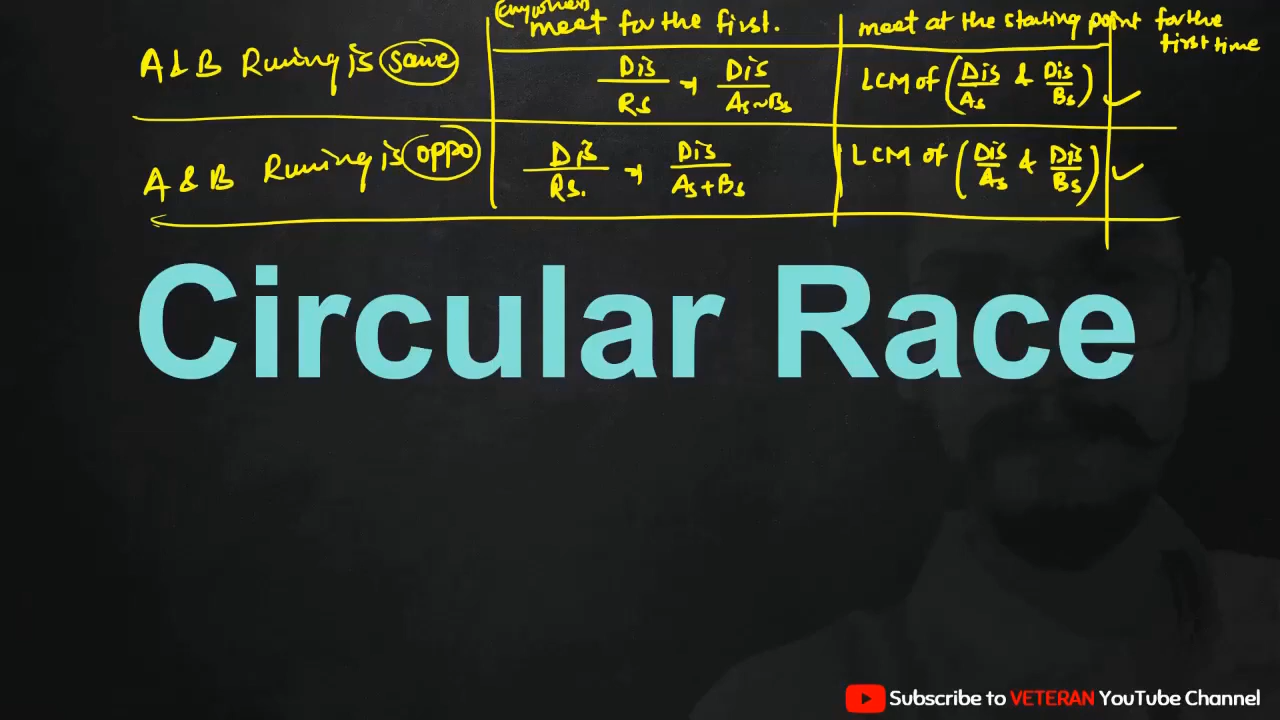 (anywhere)
meet for the first.
meet at the starting point for the
first time
A & B Runing is same
Dis/Rs → Dis/As~Bs
LCM of (Dis/As & Dis/Bs) ✓
A & B Runing is oppo
Dis/Rs. → Dis/As+Bs
LCM of (Dis/As & Dis/Bs) ✓
Circular Race
Subscribe to VETERAN YouTube Channel